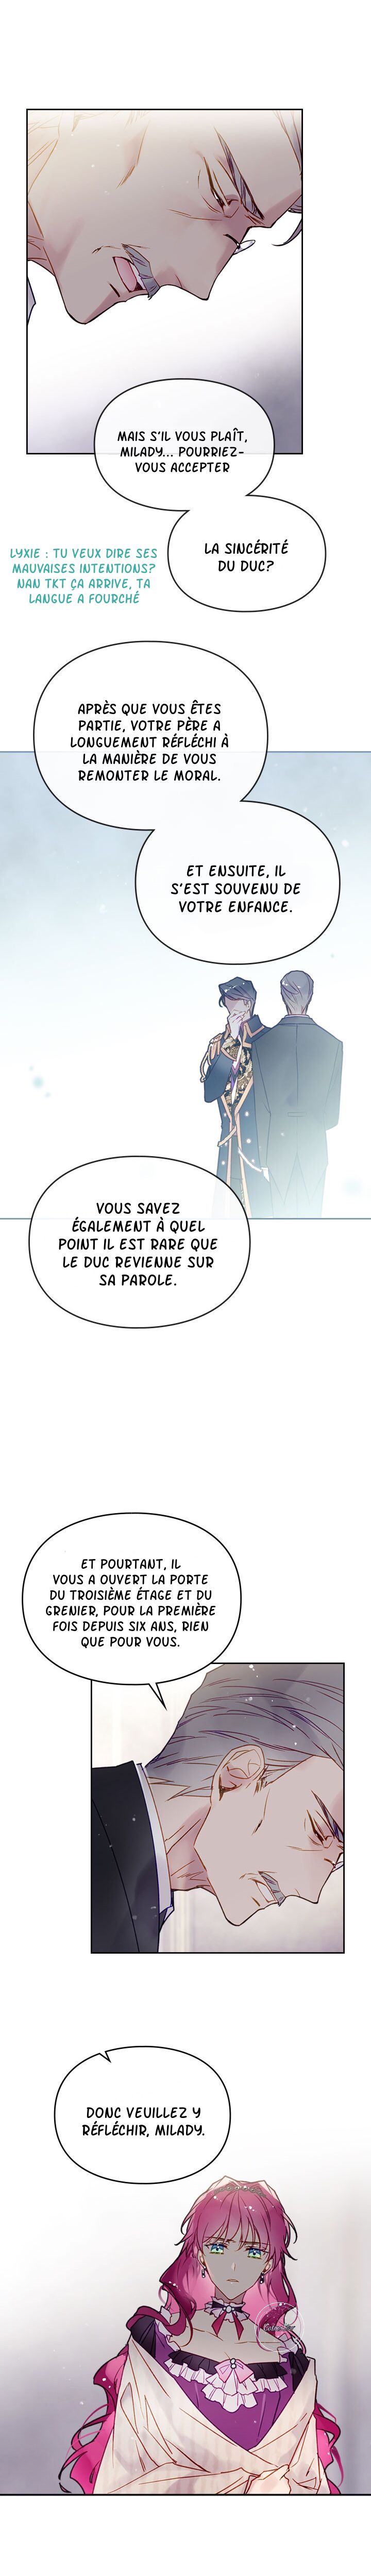 MAIS S'IL VOUS PLAÎT,
MILADY... POURRIEZ-
VOUS ACCEPTER
LA SINCÉRITÉ
DU DUC?
LYXIE : TU VEUX DIRE SES
MAUVAISES INTENTIONS?
NAN TKT ÇA ARRIVE, TA
LANGUE A FOURCHÉ
APRÈS QUE VOUS ÊTES
PARTIE, VOTRE PÈRE A
LONGUEMENT RÉFLÉCHI À
LA MANIÈRE DE VOUS
REMONTER LE MORAL.
ET ENSUITE, IL
S'EST SOUVENU DE
VOTRE ENFANCE.
VOUS SAVEZ
ÉGALEMENT À QUEL
POINT IL EST RARE QUE
LE DUC REVIENNE SUR
SA PAROLE.
ET POURTANT, IL
VOUS A OUVERT LA PORTE
DU TROISIÈME ÉTAGE ET DU
GRENIER, POUR LA PREMIÈRE
FOIS DEPUIS SIX ANS, RIEN
QUE POUR VOUS.
DONC VEUILLEZ Y
RÉFLÉCHIR, MILADY.